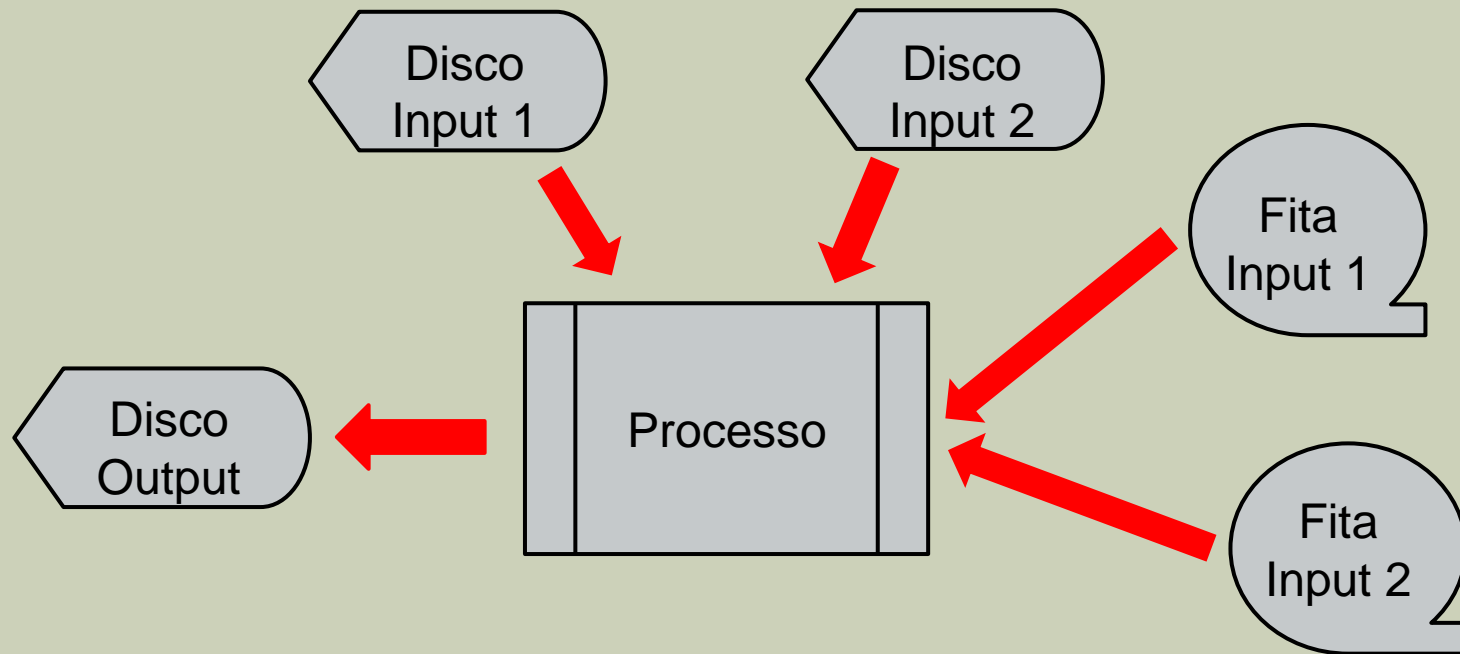 Disco
Input 1
Disco
Input 2
Fita
Input 1
Processo
Disco
Output
Fita
Input 2